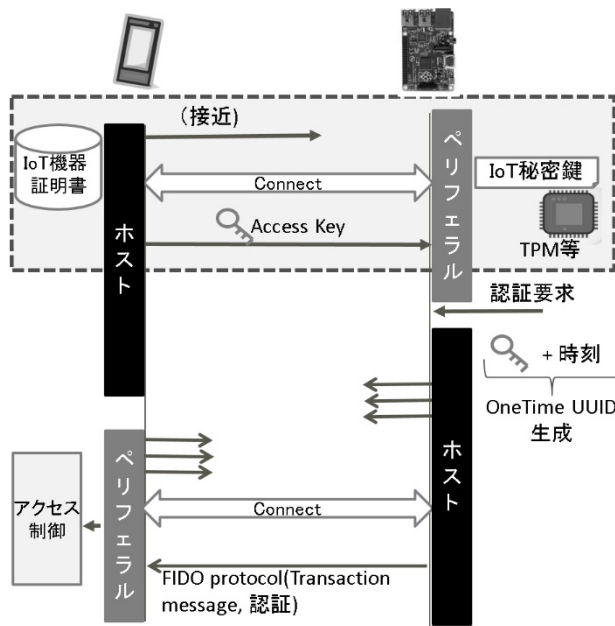 （接近)
IoT機器
証明書
Connect
IoT秘密鍵
Access Key
TPM等
ホスト
ペリフェラル
認証要求
+ 時刻
OneTime UUID
生成
ホスト
ペリフェラル
アクセス
制御
Connect
FIDO protocol(Transaction
message, 認証)